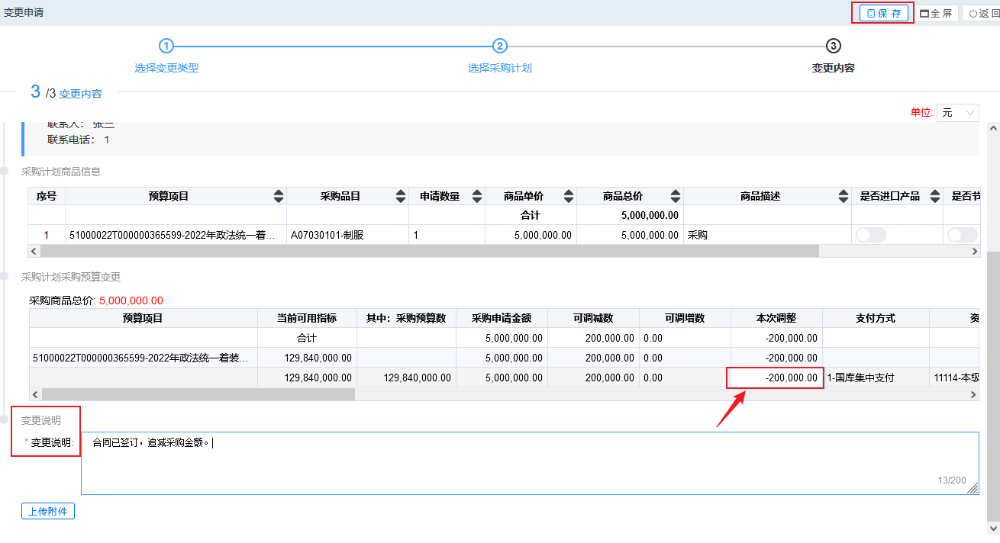 变更申请
保 存
全 屏
返 回
1
2
3
选择变更类型
选择采购计划
变更内容
3 /3 变更内容
单位: 元
联系人： 张三
联系电话： 1
采购计划商品信息
序号 预算项目 采购品目 申请数量 商品单价 商品总价 商品描述 是否进口产品 是否节
合计 5,000,000.00
1 51000022T000000365599-2022年政法统一着... A07030101-制服 1 5,000,000.00 5,000,000.00 采购
采购计划采购预算变更
采购商品总价: 5,000,000.00
预算项目 当前可用指标 其中：采购预算数 采购申请金额 可调减数 可调增数 本次调整 支付方式 资
合计 5,000,000.00 200,000.00 0.00 -200,000.00
51000022T000000365599-2022年政法统一着装... 129,840,000.00 5,000,000.00 200,000.00 0.00 -200,000.00
129,840,000.00 129,840,000.00 5,000,000.00 200,000.00 0.00 -200,000.00 1-国库集中支付 11114-本级
变更说明
* 变更说明: 合同已签订，追减采购金额。
13/200
上传附件